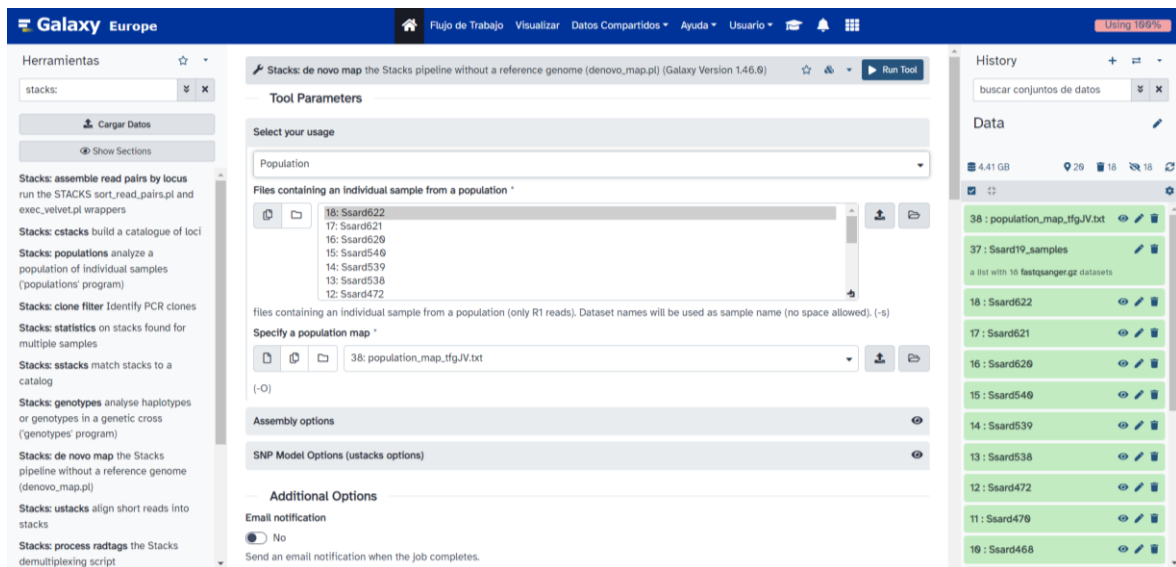 Galaxy Europe
Flujo de Trabajo Visualizar Datos Compartidos Ayuda Usuario
Using 100%
Herramientas
stacks:
Cargar Datos
Show Sections
Stacks: assemble read pairs by locus
run the STACKS sort_read_pairs.pl and
exec_velvet.pl wrappers
Stacks: cstacks build a catalogue of loci
Stacks: populations analyze a
population of individual samples
('populations' program)
Stacks: clone filter Identify PCR clones
Stacks: statistics on stacks found for
multiple samples
Stacks: sstacks match stacks to a
catalog
Stacks: genotypes analyse haplotypes
or genotypes in a genetic cross
('genotypes' program)
Stacks: de novo map the Stacks
pipeline without a reference genome
(denovo_map.pl)
Stacks: ustacks align short reads into
stacks
Stacks: process radtags the Stacks
demultiplexing script
Stacks: de novo map the Stacks pipeline without a reference genome (denovo_map.pl) (Galaxy Version 1.46.0)
Run Tool
Tool Parameters
Select your usage
Population
Files containing an individual sample from a population *
18: Ssard622
17: Ssard621
16: Ssard620
15: Ssard540
14: Ssard539
13: Ssard538
12: Ssard472
files containing an individual sample from a population (only R1 reads). Dataset names will be used as sample name (no space allowed). (-s)
Specify a population map *
38: population_map_tfgJV.txt
(-O)
Assembly options
SNP Model Options (ustacks options)
Additional Options
Email notification
No
Send an email notification when the job completes.
History
buscar conjuntos de datos
Data
4.41 GB 20 18 18
38 : population_map_tfgJV.txt
37 : Ssard19_samples
a list with 18 fastqsanger.gz datasets
18 : Ssard622
17 : Ssard621
16 : Ssard620
15 : Ssard540
14 : Ssard539
13 : Ssard538
12 : Ssard472
11 : Ssard470
10 : Ssard468